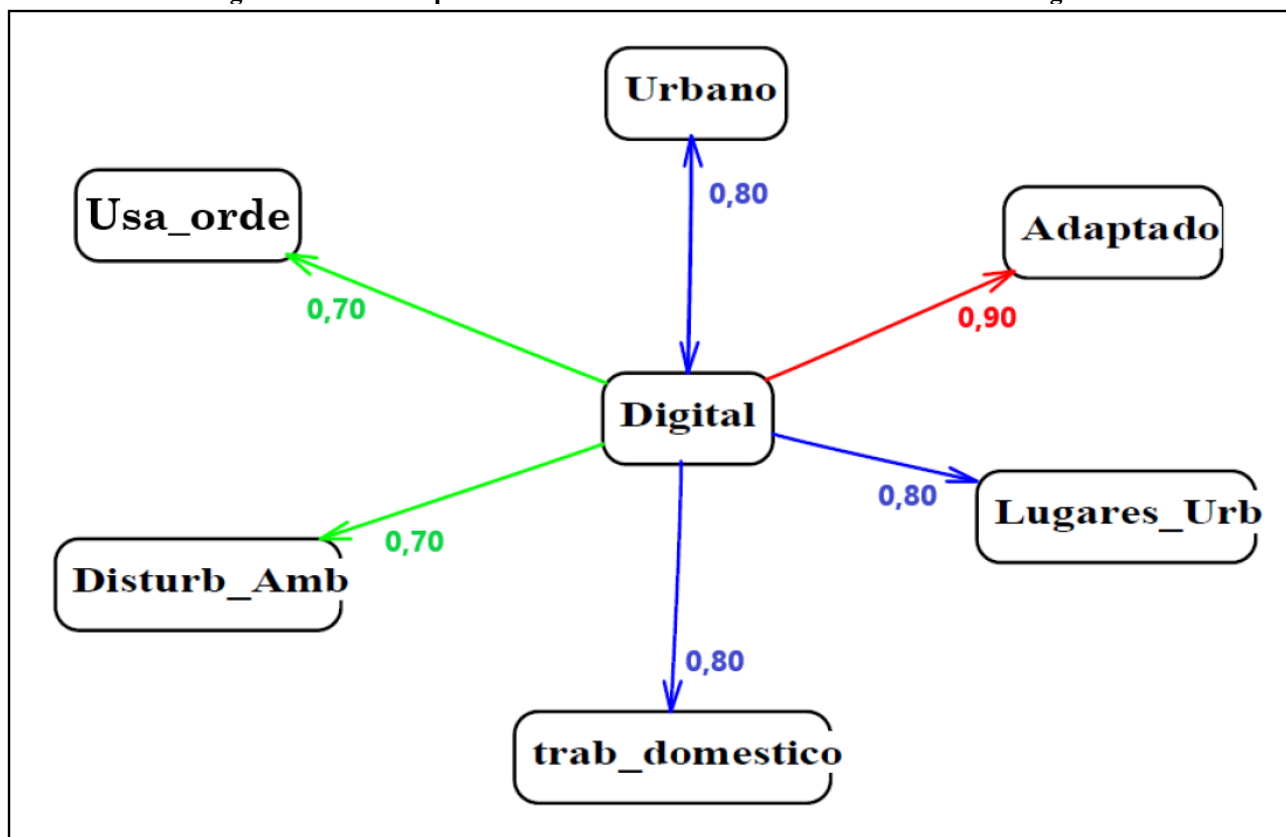 Urbano
0,80
Usa_orde
Adaptado
0,70
0,90
Digital
0,80
Lugares_Urb
0,70
Disturb_Amb
0,80
trab_domestico